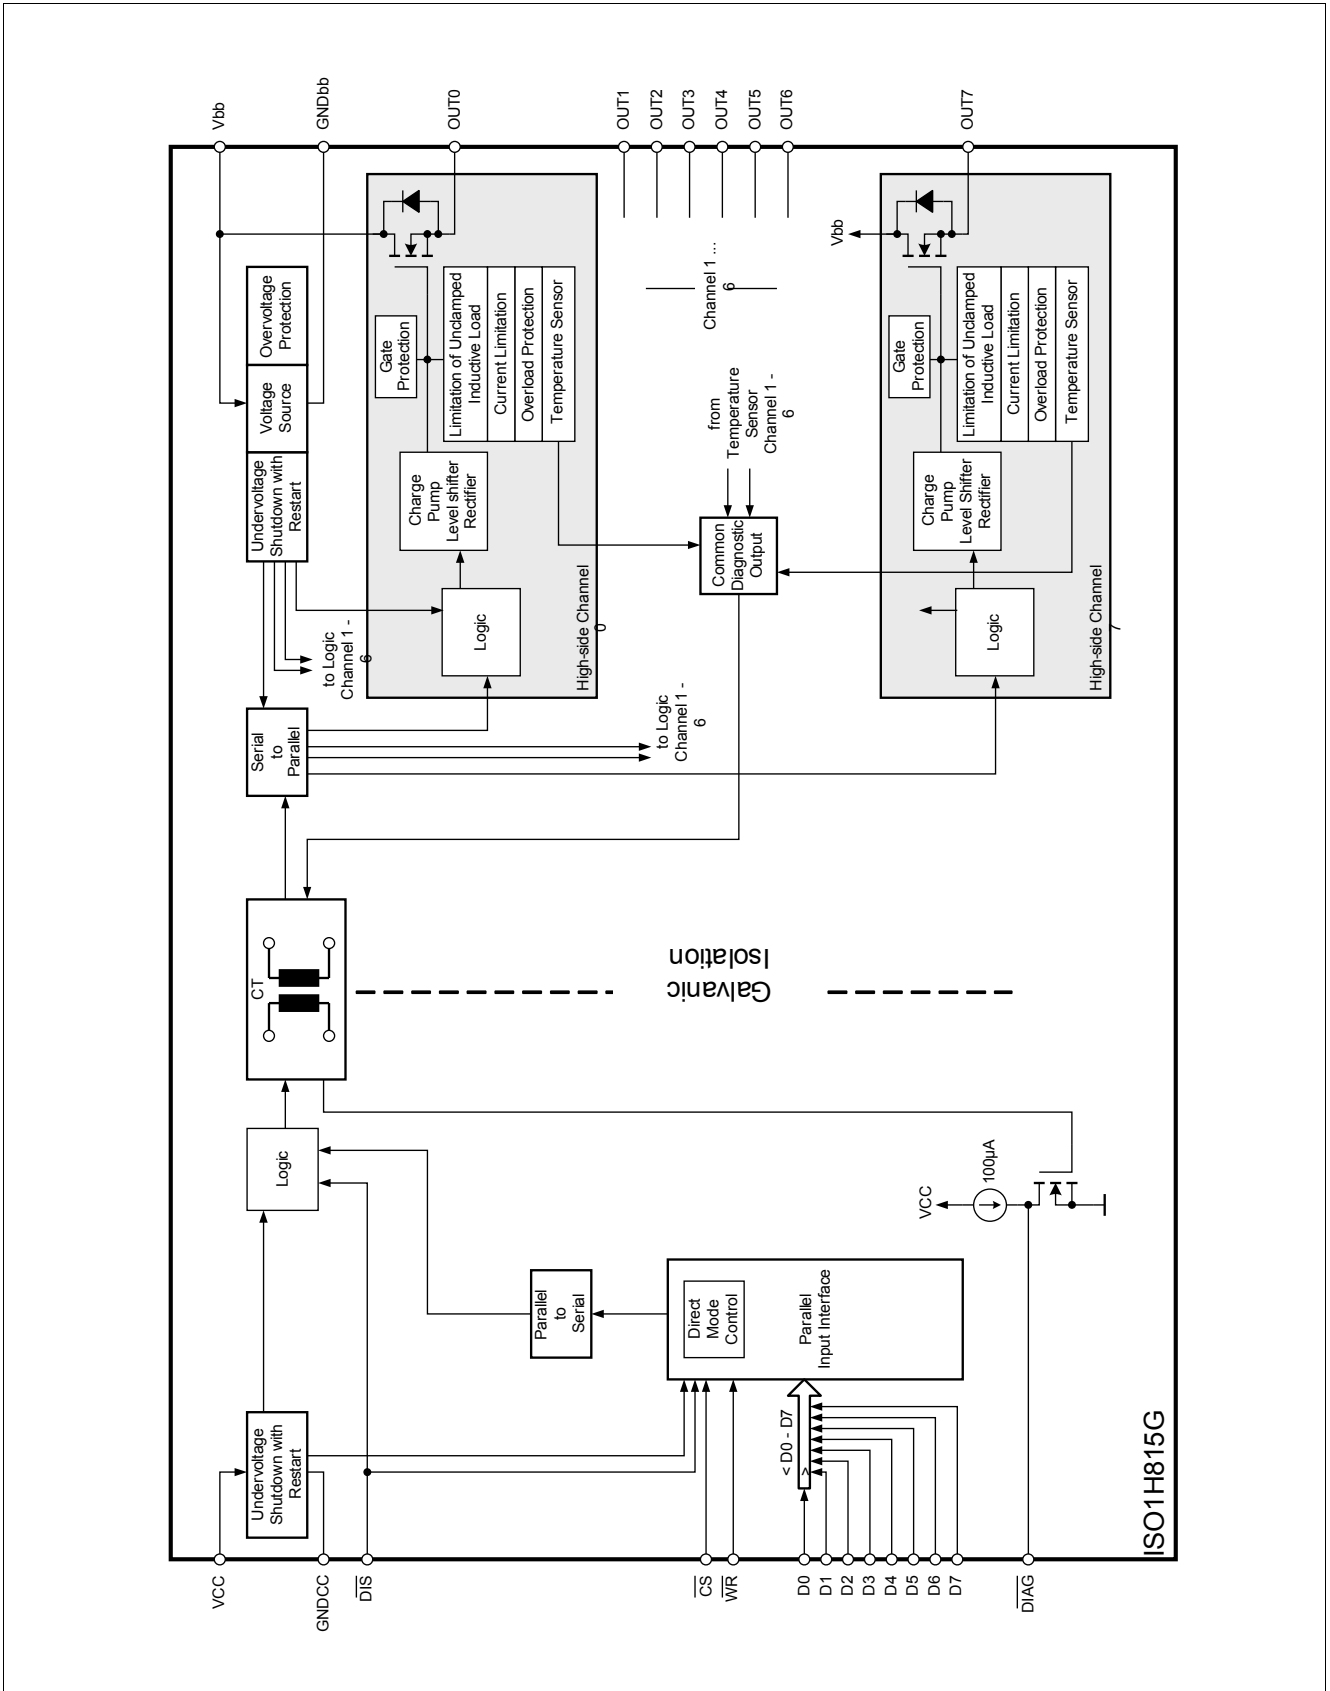 VCC
GNDCC
DIS
CS
WR
D0
D1
D2
D3
D4
D5
D6
D7
DIAG
Undervoltage
Shutdown with
Restart
Logic
CT
Serial
to
Parallel
Undervoltage
Shutdown with
Restart
Voltage
Source
Overvoltage
Protection
Vbb
GNDbb
to Logic
Channel 1 -
6
Logic
Charge
Pump
Level shifter
Rectifier
Gate
Protection
Limitation of Unclamped
Inductive Load
Current Limitation
Overload Protection
Temperature Sensor
High-side Channel
0
OUT0
Parallel
to
Serial
Direct
Mode
Control
Parallel
Input Interface
< D0 - D7
>
Galvanic
Isolation
to Logic
Channel 1 -
6
Common
Diagnostic
Output
from
Temperature
Sensor
Channel 1 -
6
Channel 1 ...
6
OUT1
OUT2
OUT3
OUT4
OUT5
OUT6
VCC
100µA
Logic
Charge
Pump
Level Shifter
Rectifier
Gate
Protection
Limitation of Unclamped
Inductive Load
Current Limitation
Overload Protection
Temperature Sensor
Vbb
High-side Channel
7
OUT7
ISO1H815G